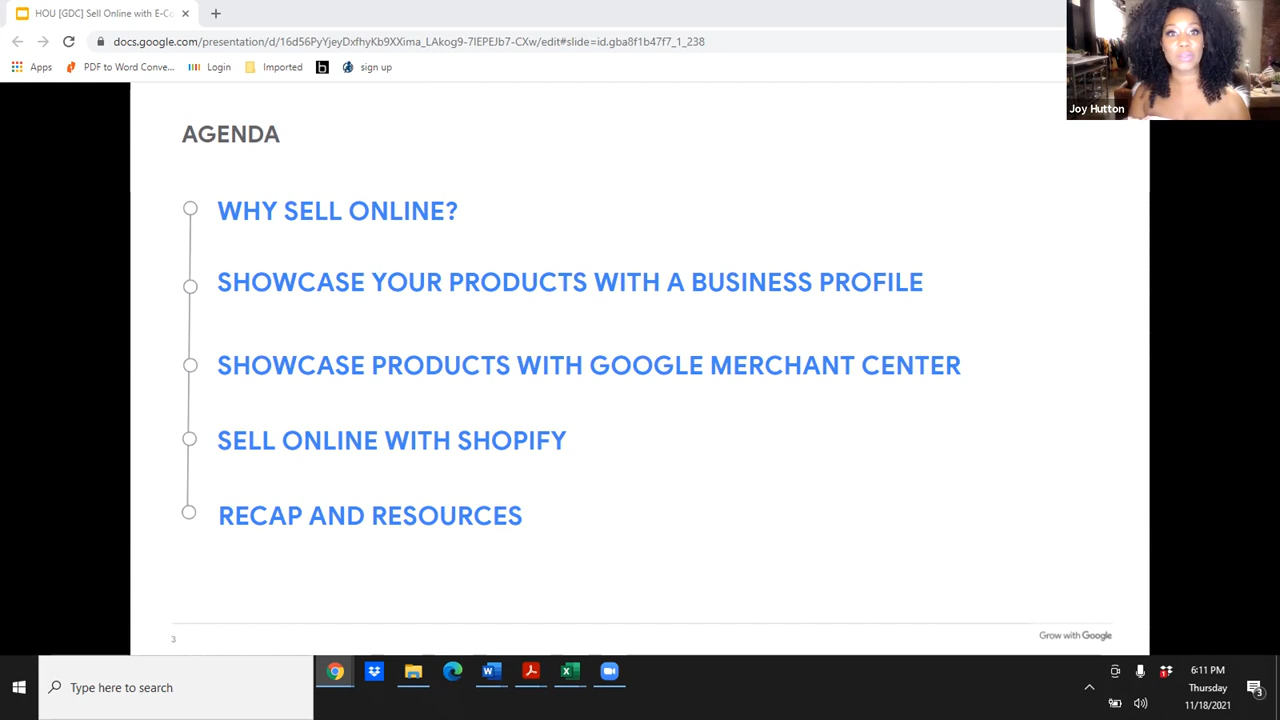 HOU [GDC] Sell Online with E-Co
docs.google.com/presentation/d/16d56PyYjeyDxfhyKb9XXima_LAkog9-7IEPEJb7-CXw/edit#slide=id.gba8f1b47f7_1_238
Apps PDF to Word Conve... Login Imported b sign up
Joy Hutton
AGENDA
WHY SELL ONLINE?
SHOWCASE YOUR PRODUCTS WITH A BUSINESS PROFILE
SHOWCASE PRODUCTS WITH GOOGLE MERCHANT CENTER
SELL ONLINE WITH SHOPIFY
RECAP AND RESOURCES
3
Grow with Google
Type here to search
6:11 PM
Thursday
11/18/2021
3